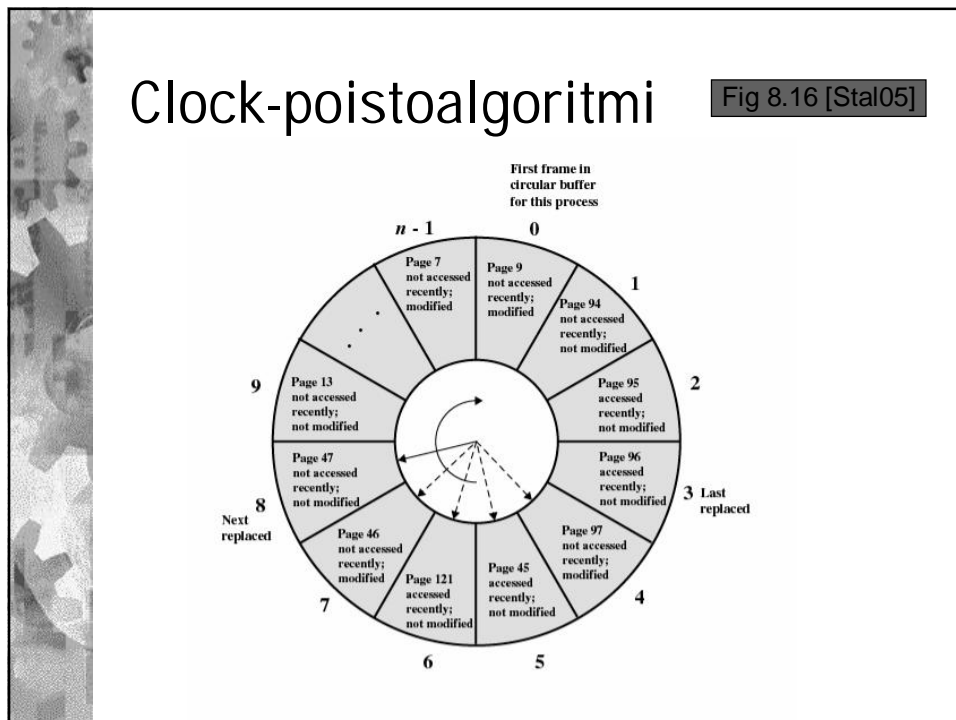 Clock-poistoalgoritmi
Fig 8.16 [Stal05]
First frame in
circular buffer
for this process
n - 1
0
Page 7
not accessed
recently;
modified
Page 9
not accessed
recently;
modified
1
Page 94
not accessed
recently;
not modified
2
Page 95
accessed
recently;
not modified
Page 96
accessed
recently;
not modified
3
Last
replaced
Page 97
not accessed
recently;
modified
4
Page 45
accessed
recently;
not modified
5
Page 121
accessed
recently;
not modified
6
Page 46
not accessed
recently;
modified
7
Page 47
not accessed
recently;
not modified
8
Next
replaced
9
Page 13
not accessed
recently;
not modified